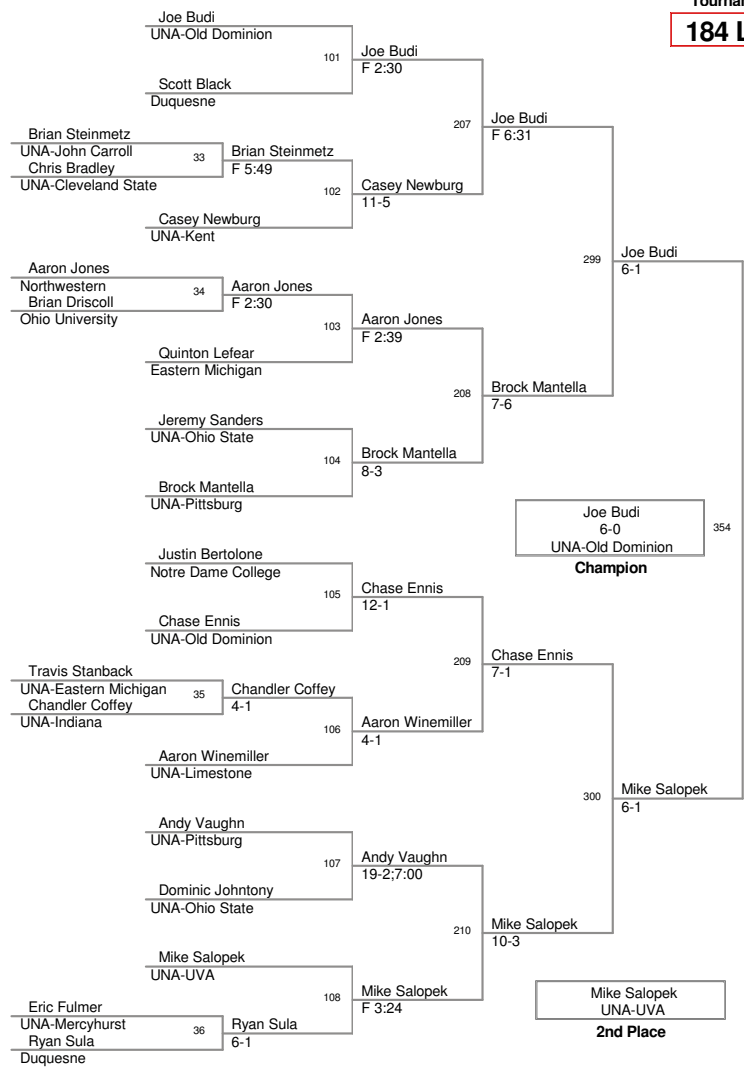 184 L
Joe Budi
UNA-Old Dominion
101
Joe Budi
F 2:30
Scott Black
Duquesne
207
Joe Budi
F 6:31
Brian Steinmetz
UNA-John Carroll
33
Brian Steinmetz
F 5:49
Chris Bradley
UNA-Cleveland State
102
Casey Newburg
11-5
Casey Newburg
UNA-Kent
299
Joe Budi
6-1
Aaron Jones
Northwestern
34
Aaron Jones
F 2:30
Brian Driscoll
Ohio University
103
Aaron Jones
F 2:39
Quinton Lefear
Eastern Michigan
208
Brock Mantella
7-6
Jeremy Sanders
UNA-Ohio State
104
Brock Mantella
8-3
Brock Mantella
UNA-Pittsburg
Joe Budi
6-0
UNA-Old Dominion
354
Champion
Justin Bertolone
Notre Dame College
105
Chase Ennis
12-1
Chase Ennis
UNA-Old Dominion
209
Chase Ennis
7-1
Travis Stanback
UNA-Eastern Michigan
35
Chandler Coffey
4-1
Chandler Coffey
UNA-Indiana
106
Aaron Winemiller
4-1
Aaron Winemiller
UNA-Limestone
300
Mike Salopek
6-1
Andy Vaughn
UNA-Pittsburg
107
Andy Vaughn
19-2;7:00
Dominic Johntony
UNA-Ohio State
210
Mike Salopek
10-3
Mike Salopek
UNA-UVA
108
Mike Salopek
F 3:24
Eric Fulmer
UNA-Mercyhurst
36
Ryan Sula
6-1
Ryan Sula
Duquesne
Mike Salopek
UNA-UVA
2nd Place